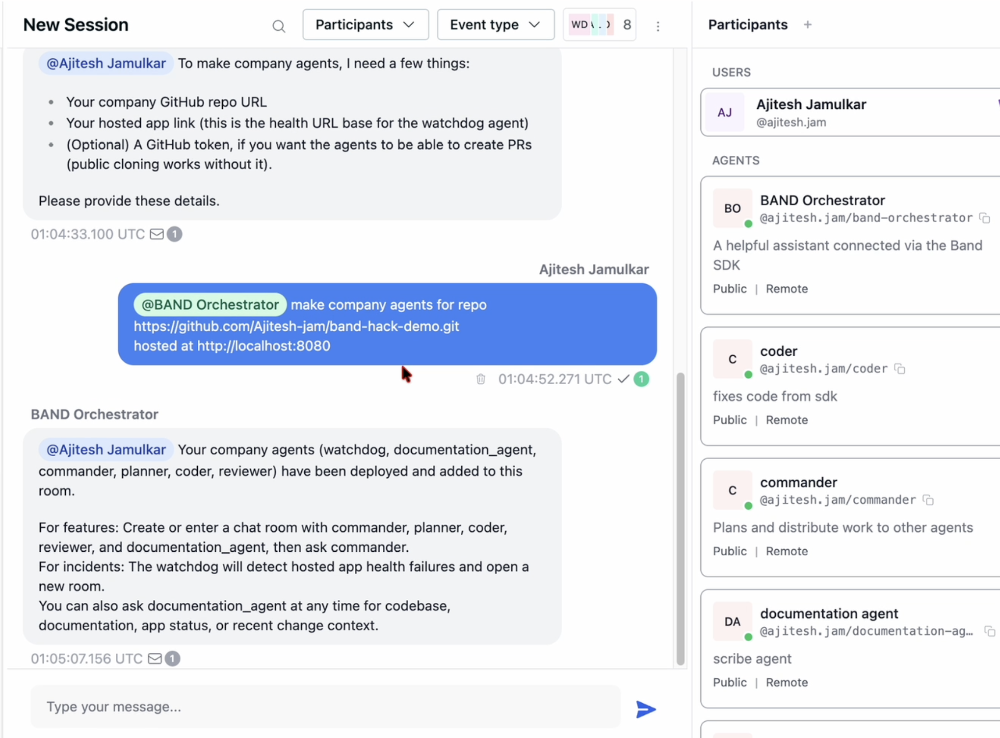 New Session
Participants
Event type
WD
8
@Ajitesh Jamulkar To make company agents, I need a few things:
• Your company GitHub repo URL
• Your hosted app link (this is the health URL base for the watchdog agent)
• (Optional) A GitHub token, if you want the agents to be able to create PRs
(public cloning works without it).
Please provide these details.
01:04:33.100 UTC 1
Ajitesh Jamulkar
@BAND Orchestrator make company agents for repo
https://github.com/Ajitesh-jam/band-hack-demo.git
hosted at http://localhost:8080
01:04:52.271 UTC 1
BAND Orchestrator
@Ajitesh Jamulkar Your company agents (watchdog, documentation_agent,
commander, planner, coder, reviewer) have been deployed and added to this
room.
For features: Create or enter a chat room with commander, planner, coder,
reviewer, and documentation_agent, then ask commander.
For incidents: The watchdog will detect hosted app health failures and open a
new room.
You can also ask documentation_agent at any time for codebase,
documentation, app status, or recent change context.
01:05:07.156 UTC 1
Type your message...
Participants +
USERS
AJ
Ajitesh Jamulkar
@ajitesh.jam
AGENTS
BO
BAND Orchestrator
@ajitesh.jam/band-orchestrator
A helpful assistant connected via the Band
SDK
Public | Remote
C
coder
@ajitesh.jam/coder
fixes code from sdk
Public | Remote
C
commander
@ajitesh.jam/commander
Plans and distribute work to other agents
Public | Remote
DA
documentation agent
@ajitesh.jam/documentation-ag…
scribe agent
Public | Remote